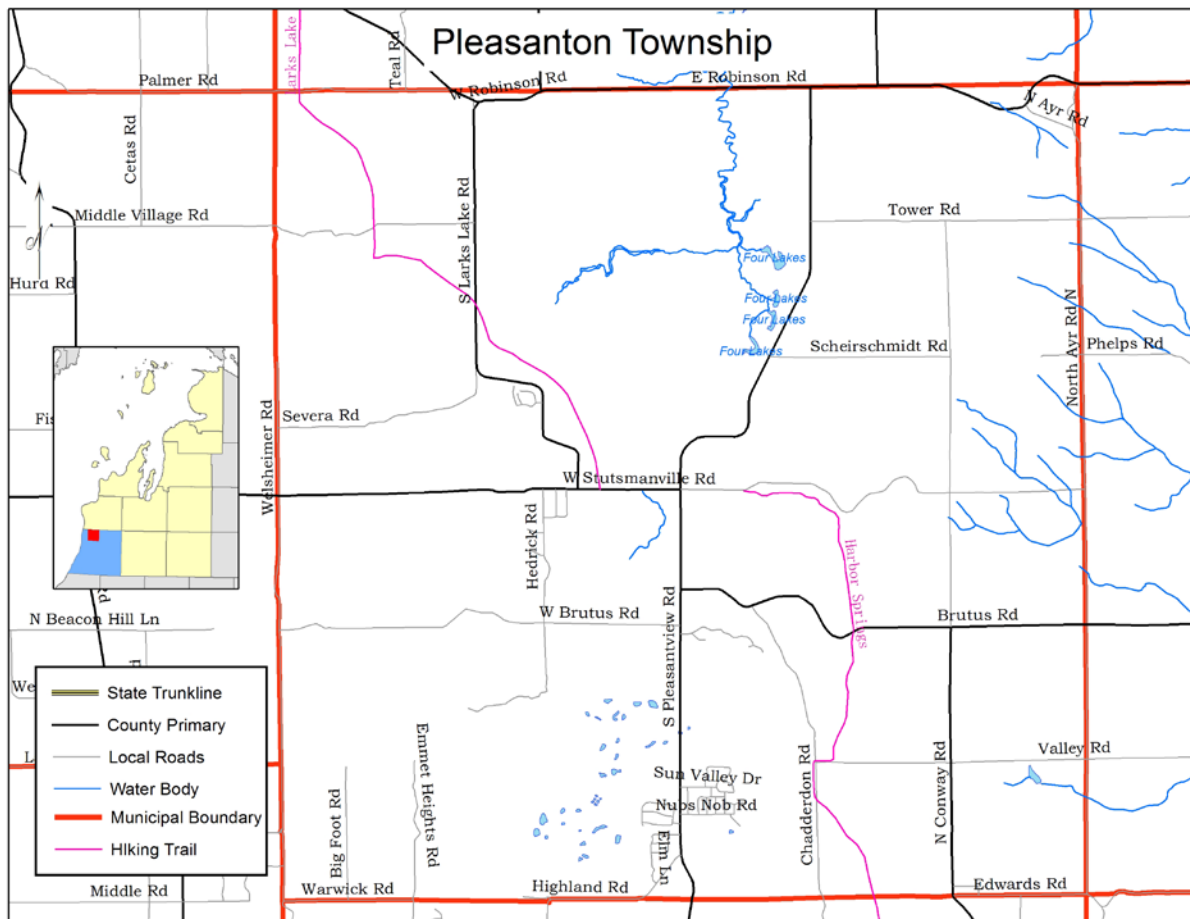 Pleasanton Township
Larks Lake
Teal Rd
Palmer Rd
W Robinson Rd
E Robinson Rd
N Ayr Rd
Cetas Rd
Middle Village Rd
S Larks Lake Rd
Tower Rd
Four Lakes
Hurd Rd
Four Lakes
Four Lakes
Four Lakes
Scheirschmidt Rd
North Ayr Rd N
Phelps Rd
Welsheimer Rd
Severa Rd
W Stutsmanville Rd
Hedrick Rd
Harbor Springs
N Beacon Hill Ln
W Brutus Rd
Brutus Rd
S Pleasantview Rd
Emmet Heights Rd
Big Foot Rd
Sun Valley Dr
Nubs Nob Rd
Elm Ln
Chadderdon Rd
N Conway Rd
Valley Rd
State Trunkline
County Primary
Local Roads
Water Body
Municipal Boundary
HIking Trail
Middle Rd
Warwick Rd
Highland Rd
Edwards Rd